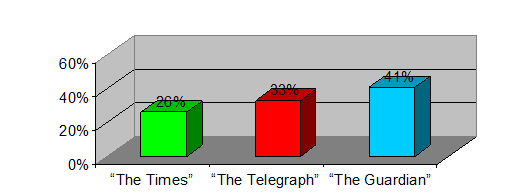 60%
40%
20%
0%
26%
33%
41%
“The Times”
“The Telegraph”
“The Guardian”